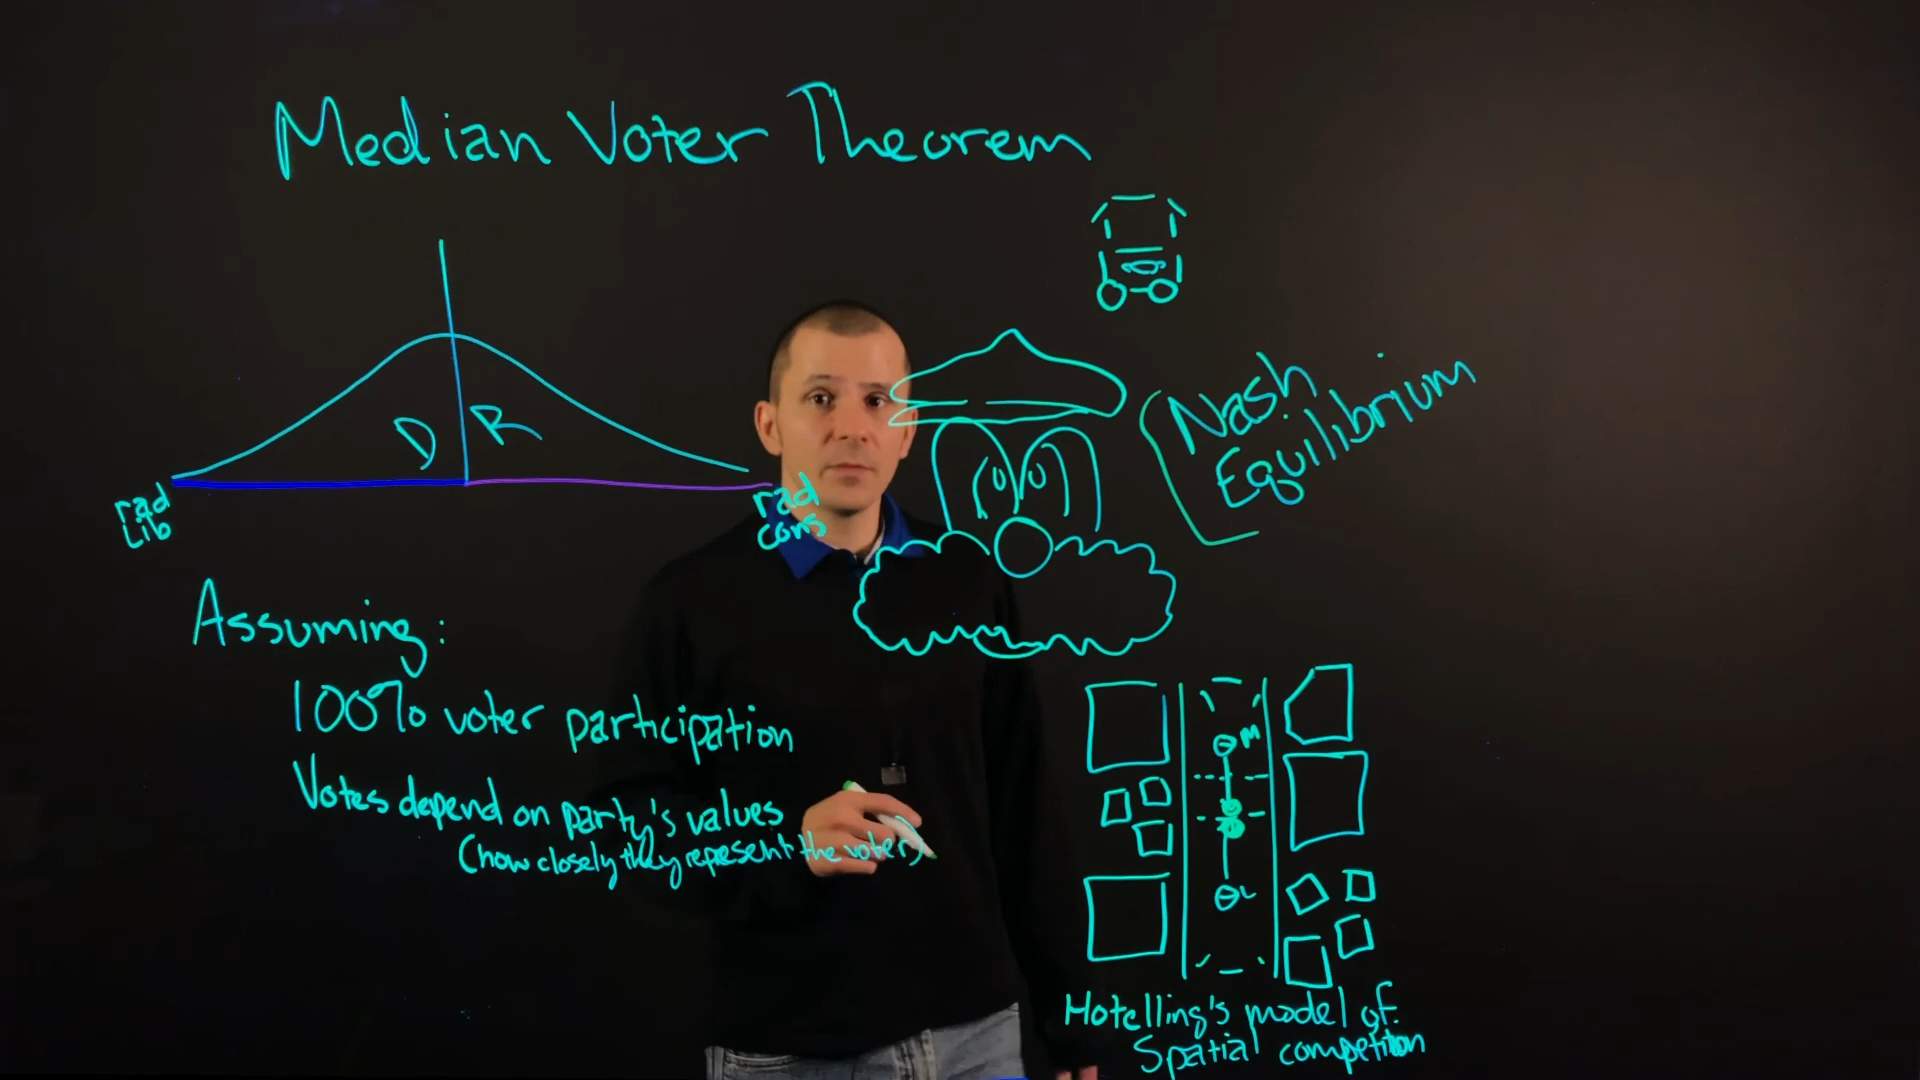 Median Voter Theorem
D R
rad
Lib
rad
cons
Nash
Equilibrium
Assuming:
100% voter participation
Votes depend on party's values
(how closely they represent the voter)
M
L
Hotelling's model of
Spatial competition